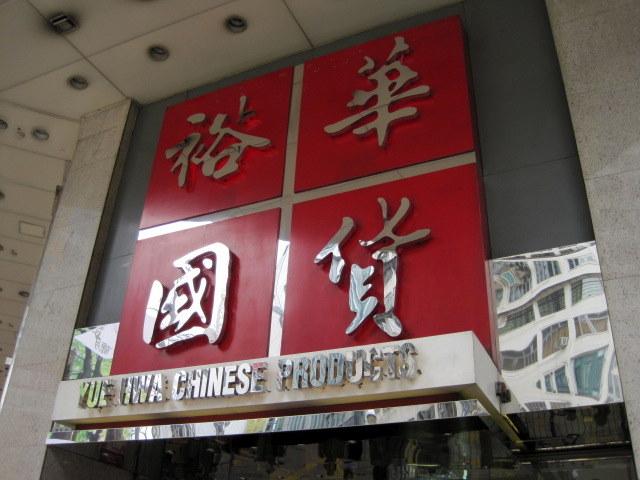 裕華
國貨
YUE HWA CHINESE PRODUCTS